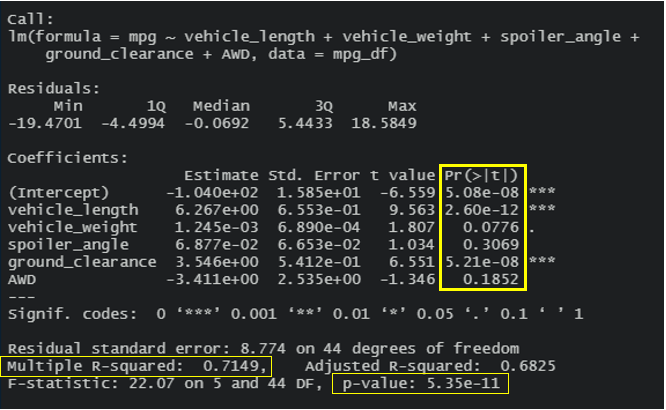 Call:
lm(formula = mpg ~ vehicle_length + vehicle_weight + spoiler_angle +
    ground_clearance + AWD, data = mpg_df)
Residuals:
     Min       1Q   Median       3Q      Max
-19.4701  -4.4994  -0.0692   5.4433  18.5849
Coefficients:
                   Estimate Std. Error t value Pr(>|t|)
(Intercept)      -1.040e+02  1.585e+01  -6.559 5.08e-08 ***
vehicle_length    6.267e+00  6.553e-01   9.563 2.60e-12 ***
vehicle_weight    1.245e-03  6.890e-04   1.807   0.0776 .
spoiler_angle     6.877e-02  6.653e-02   1.034   0.3069
ground_clearance  3.546e+00  5.412e-01   6.551 5.21e-08 ***
AWD              -3.411e+00  2.535e+00  -1.346   0.1852
---
Signif. codes:  0 ‘***’ 0.001 ‘**’ 0.01 ‘*’ 0.05 ‘.’ 0.1 ‘ ’ 1
Residual standard error: 8.774 on 44 degrees of freedom
Multiple R-squared:  0.7149,    Adjusted R-squared:  0.6825
F-statistic: 22.07 on 5 and 44 DF,  p-value: 5.35e-11